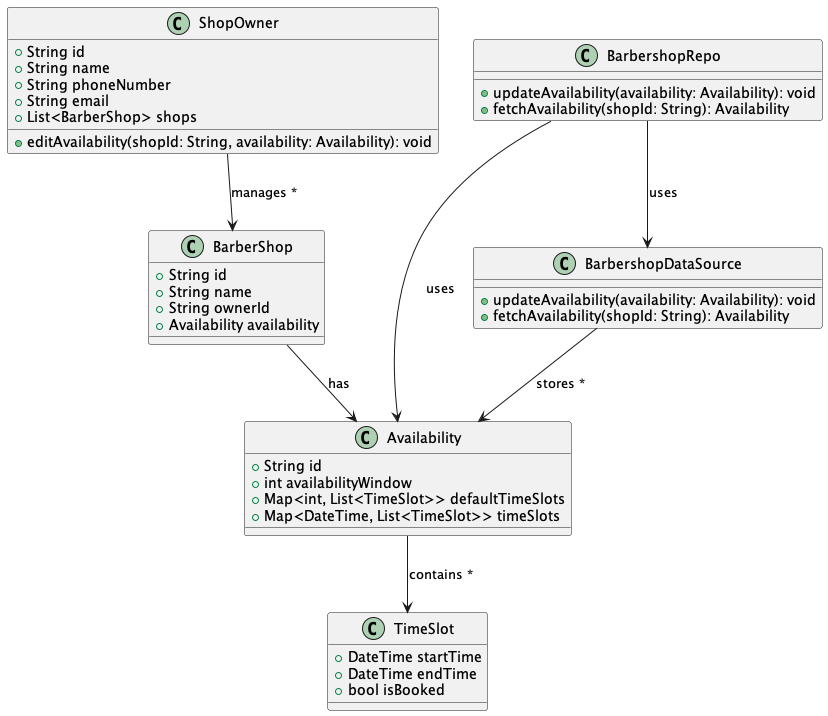 C ShopOwner
String id
String name
String phoneNumber
String email
List<BarberShop> shops
editAvailability(shopId: String, availability: Availability): void
C BarbershopRepo
updateAvailability(availability: Availability): void
fetchAvailability(shopId: String): Availability
manages *
uses
C BarberShop
String id
String name
String ownerId
Availability availability
C BarbershopDataSource
updateAvailability(availability: Availability): void
fetchAvailability(shopId: String): Availability
uses
has
stores *
C Availability
String id
int availabilityWindow
Map<int, List<TimeSlot>> defaultTimeSlots
Map<DateTime, List<TimeSlot>> timeSlots
contains *
C TimeSlot
DateTime startTime
DateTime endTime
bool isBooked